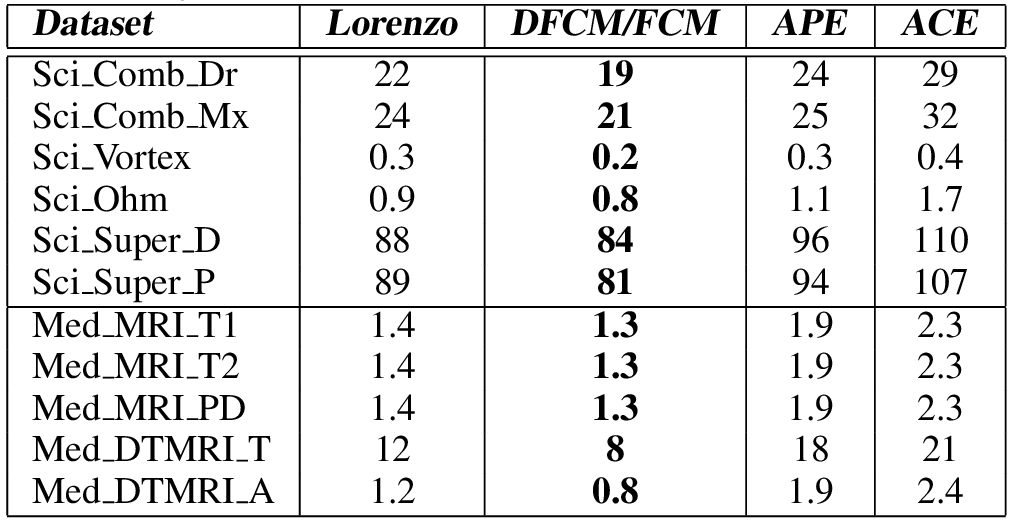 Dataset Lorenzo DFCM/FCM APE ACE
Sci_Comb_Dr 22 19 24 29
Sci_Comb_Mx 24 21 25 32
Sci_Vortex 0.3 0.2 0.3 0.4
Sci_Ohm 0.9 0.8 1.1 1.7
Sci_Super_D 88 84 96 110
Sci_Super_P 89 81 94 107
Med_MRI_T1 1.4 1.3 1.9 2.3
Med_MRI_T2 1.4 1.3 1.9 2.3
Med_MRI_PD 1.4 1.3 1.9 2.3
Med_DTMRI_T 12 8 18 21
Med_DTMRI_A 1.2 0.8 1.9 2.4